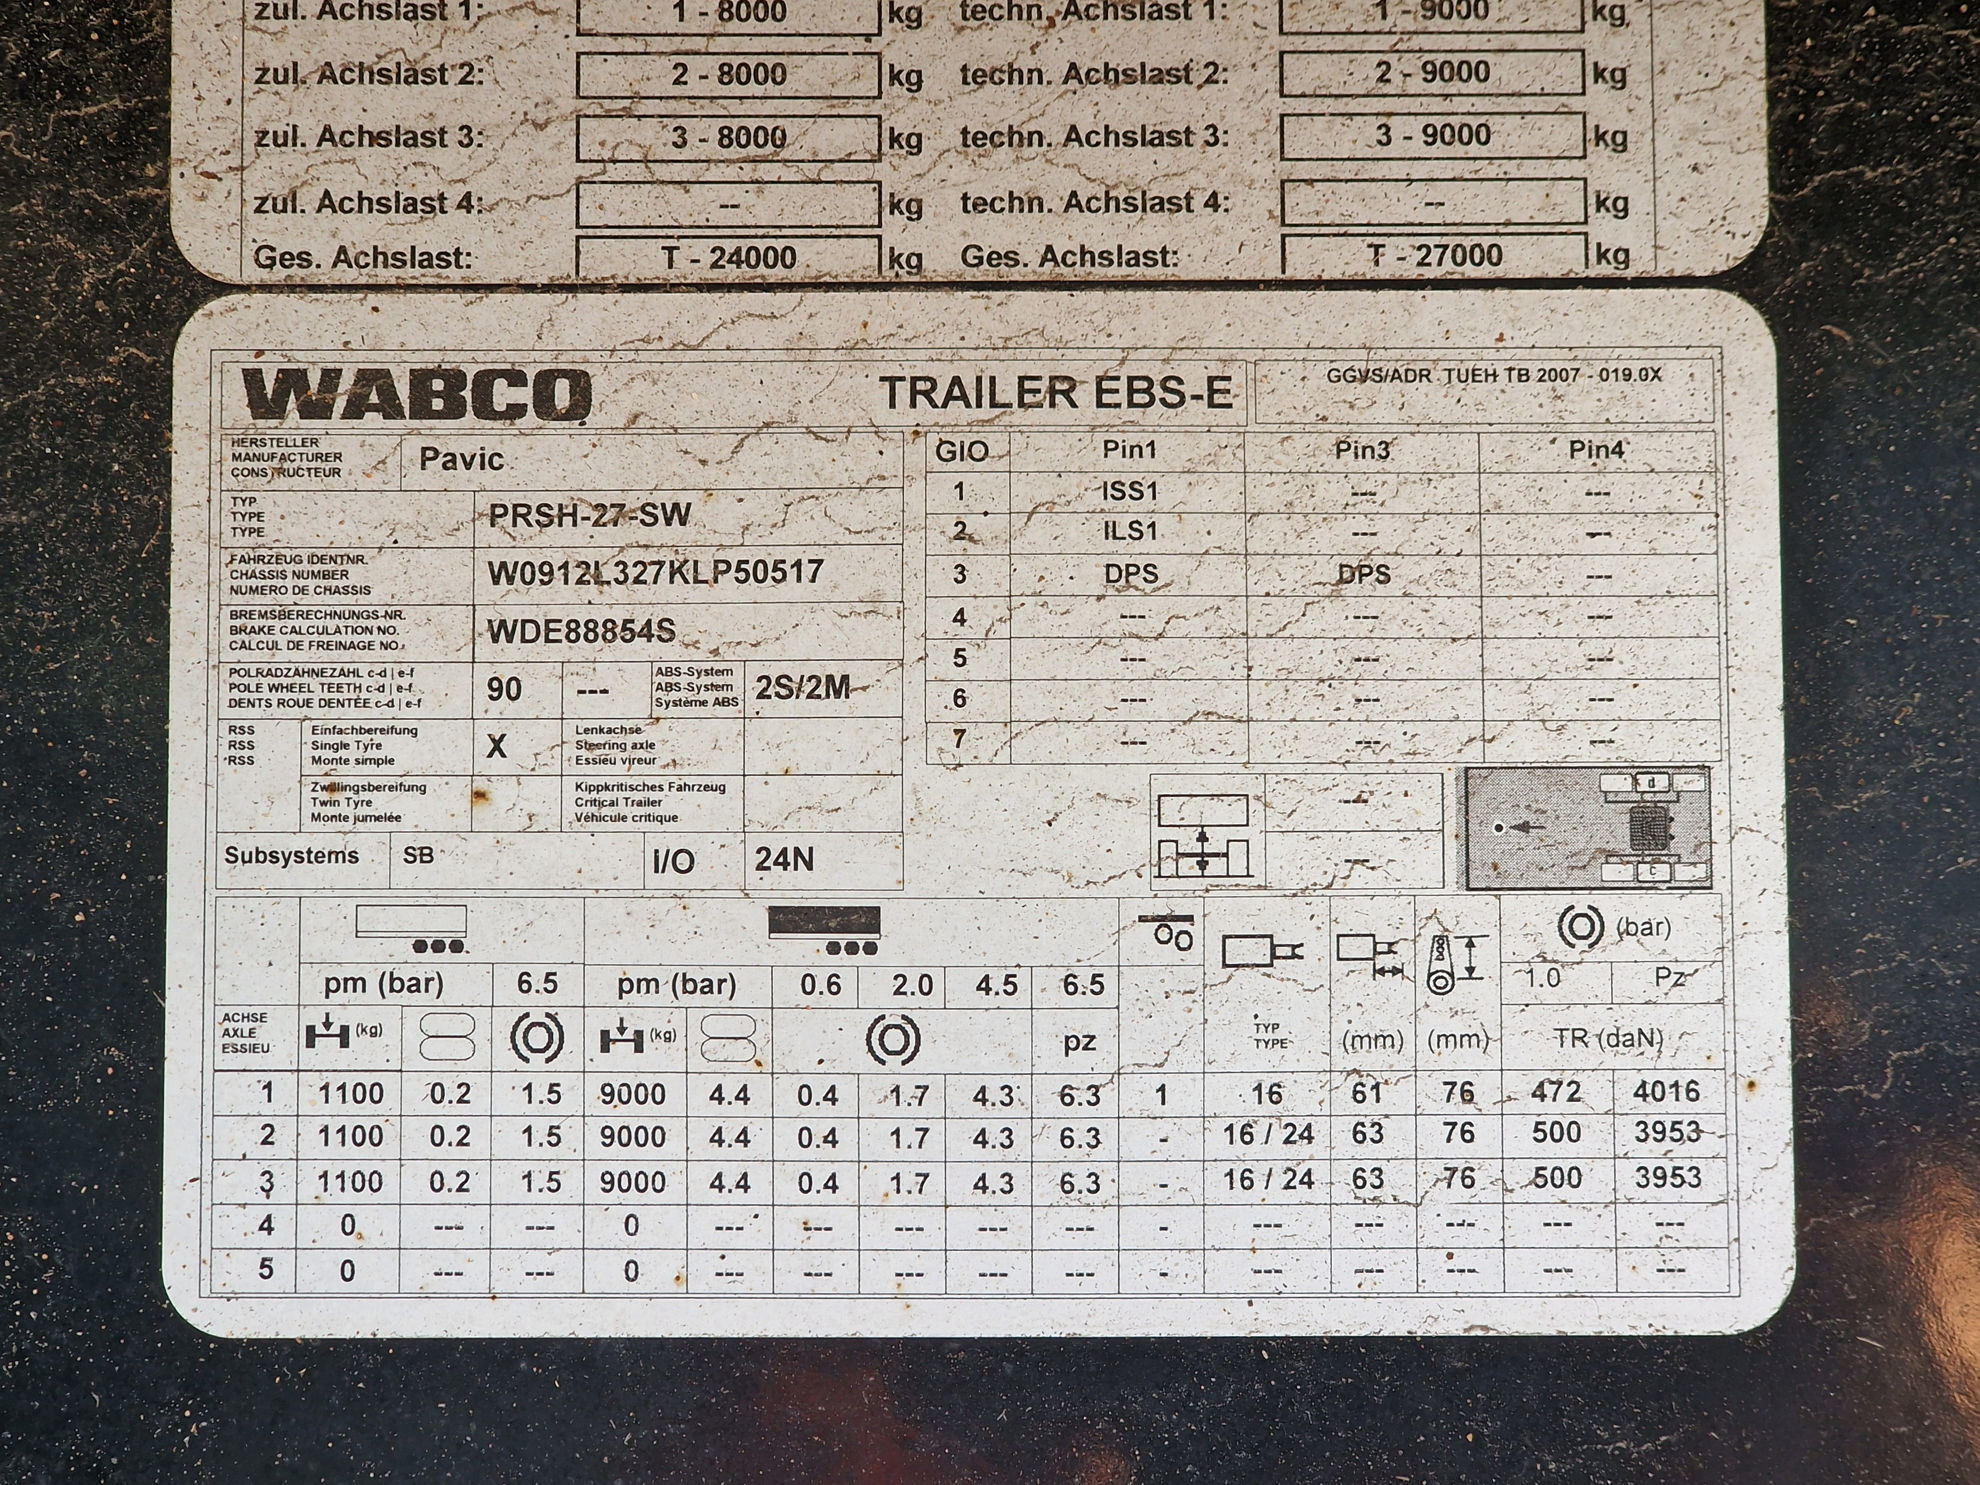 zul. Achslast 1: 1 - 8000 kg techn. Achslast 1: 1 - 9000 kg
zul. Achslast 2: 2 - 8000 kg techn. Achslast 2: 2 - 9000 kg
zul. Achslast 3: 3 - 8000 kg techn. Achslast 3: 3 - 9000 kg
zul. Achslast 4: -- kg techn. Achslast 4: -- kg
Ges. Achslast: T - 24000 kg Ges. Achslast: T - 27000 kg
WABCO TRAILER EBS-E GGVS/ADR TUEH TB 2007 - 019.0X
HERSTELLER
MANUFACTURER
CONSTRUCTEUR
Pavic
TYP
TYPE
TYPE
PRSH-27-SW
FAHRZEUG IDENTNR.
CHASSIS NUMBER
NUMERO DE CHASSIS
W0912L327KLP50517
BREMSBERECHNUNGS-NR.
BRAKE CALCULATION NO.
CALCUL DE FREINAGE NO
WDE88854S
POLRADZÄHNEZAHL c-d | e-f
POLE WHEEL TEETH c-d | e-f
DENTS ROUE DENTÉE c-d | e-f
90 ---
ABS-System
ABS-System
Système ABS
2S/2M
RSS
RSS
RSS
Einfachbereifung
Single Tyre
Monte simple
X
Lenkachse
Steering axle
Essieu vireur
Zwillingsbereifung
Twin Tyre
Monte jumelée
Kippkritisches Fahrzeug
Critical Trailer
Véhicule critique
Subsystems SB I/O 24N
GIO Pin1 Pin3 Pin4
1 ISS1 --- ---
2 ILS1 --- ---
3 DPS DPS ---
4 --- --- ---
5 --- --- ---
6 --- --- ---
7 --- --- ---
---
---
d
c
pm (bar) 6.5 pm (bar) 0.6 2.0 4.5 6.5
(bar)
1.0 Pz
ACHSE
AXLE
ESSIEU
(kg) (kg) pz
TYP
TYPE
(mm) (mm) TR (daN)
1 1100 0.2 1.5 9000 4.4 0.4 1.7 4.3 6.3 1 16 61 76 472 4016
2 1100 0.2 1.5 9000 4.4 0.4 1.7 4.3 6.3 - 16 / 24 63 76 500 3953
3 1100 0.2 1.5 9000 4.4 0.4 1.7 4.3 6.3 - 16 / 24 63 76 500 3953
4 0 --- --- 0 --- --- --- --- --- - --- --- --- --- ---
5 0 --- --- 0 --- --- --- --- --- - --- --- --- --- ---